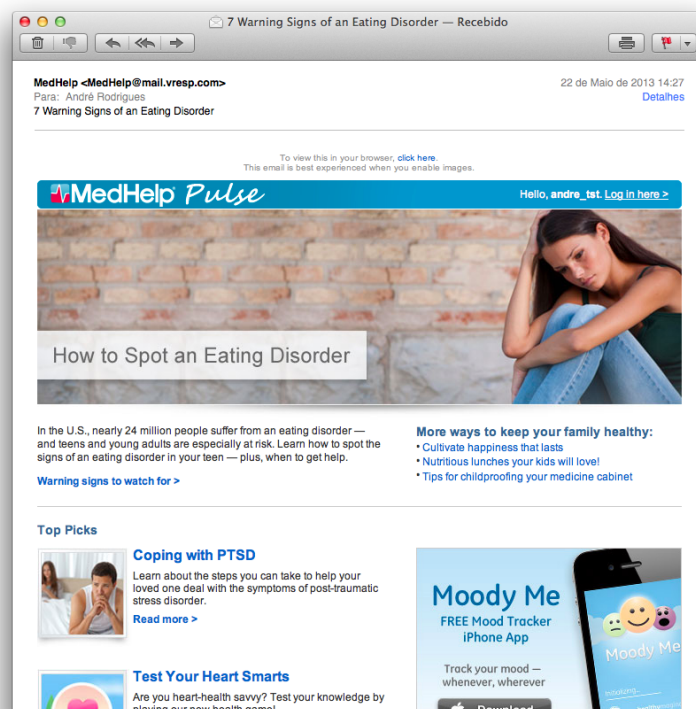 7 Warning Signs of an Eating Disorder — Recebido
MedHelp <MedHelp@mail.vresp.com>
22 de Maio de 2013 14:27
Para: André Rodrigues
Detalhes
7 Warning Signs of an Eating Disorder
To view this in your browser, click here.
This email is best experienced when you enable images.
MedHelp Pulse
Hello, andre_tst. Log in here >
How to Spot an Eating Disorder
In the U.S., nearly 24 million people suffer from an eating disorder —
and teens and young adults are especially at risk. Learn how to spot the
signs of an eating disorder in your teen — plus, when to get help.
Warning signs to watch for >
More ways to keep your family healthy:
• Cultivate happiness that lasts
• Nutritious lunches your kids will love!
• Tips for childproofing your medicine cabinet
Top Picks
Coping with PTSD
Learn about the steps you can take to help your
loved one deal with the symptoms of post-traumatic
stress disorder.
Read more >
Test Your Heart Smarts
Are you heart-health savvy? Test your knowledge by
playing our new health game!
Moody Me
FREE Mood Tracker
iPhone App
Track your mood —
whenever, wherever
Download
Moody Me
Initializing...